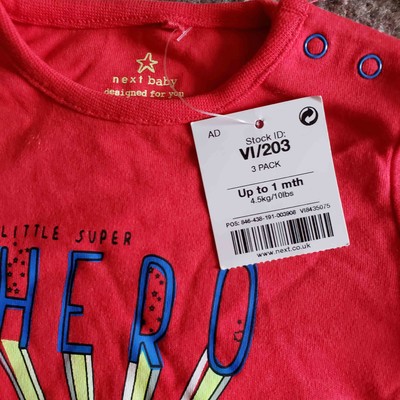 next baby
designed for you
AD
Stock ID:
VI/203
3 PACK
Up to 1 mth
4.5kg/10lbs
POS: 846-438-191-003908 VI8435075
www.next.co.uk
LITTLE SUPER
HERO